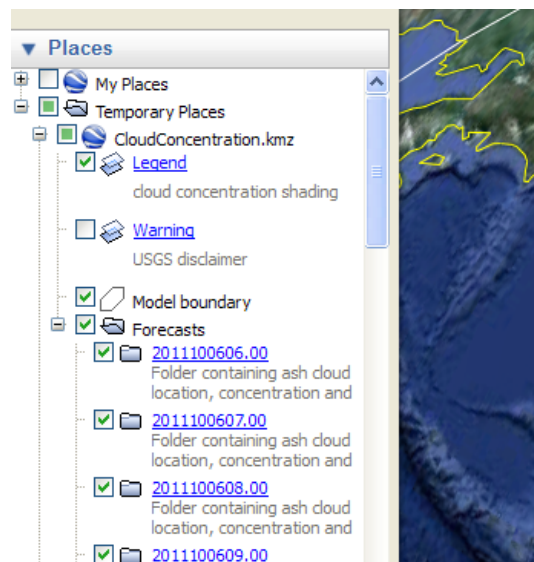 Places
My Places
Temporary Places
CloudConcentration.kmz
Legend
cloud concentration shading
Warning
USGS disclaimer
Model boundary
Forecasts
2011100606.00
Folder containing ash cloud
location, concentration and
2011100607.00
Folder containing ash cloud
location, concentration and
2011100608.00
Folder containing ash cloud
location, concentration and
2011100609.00